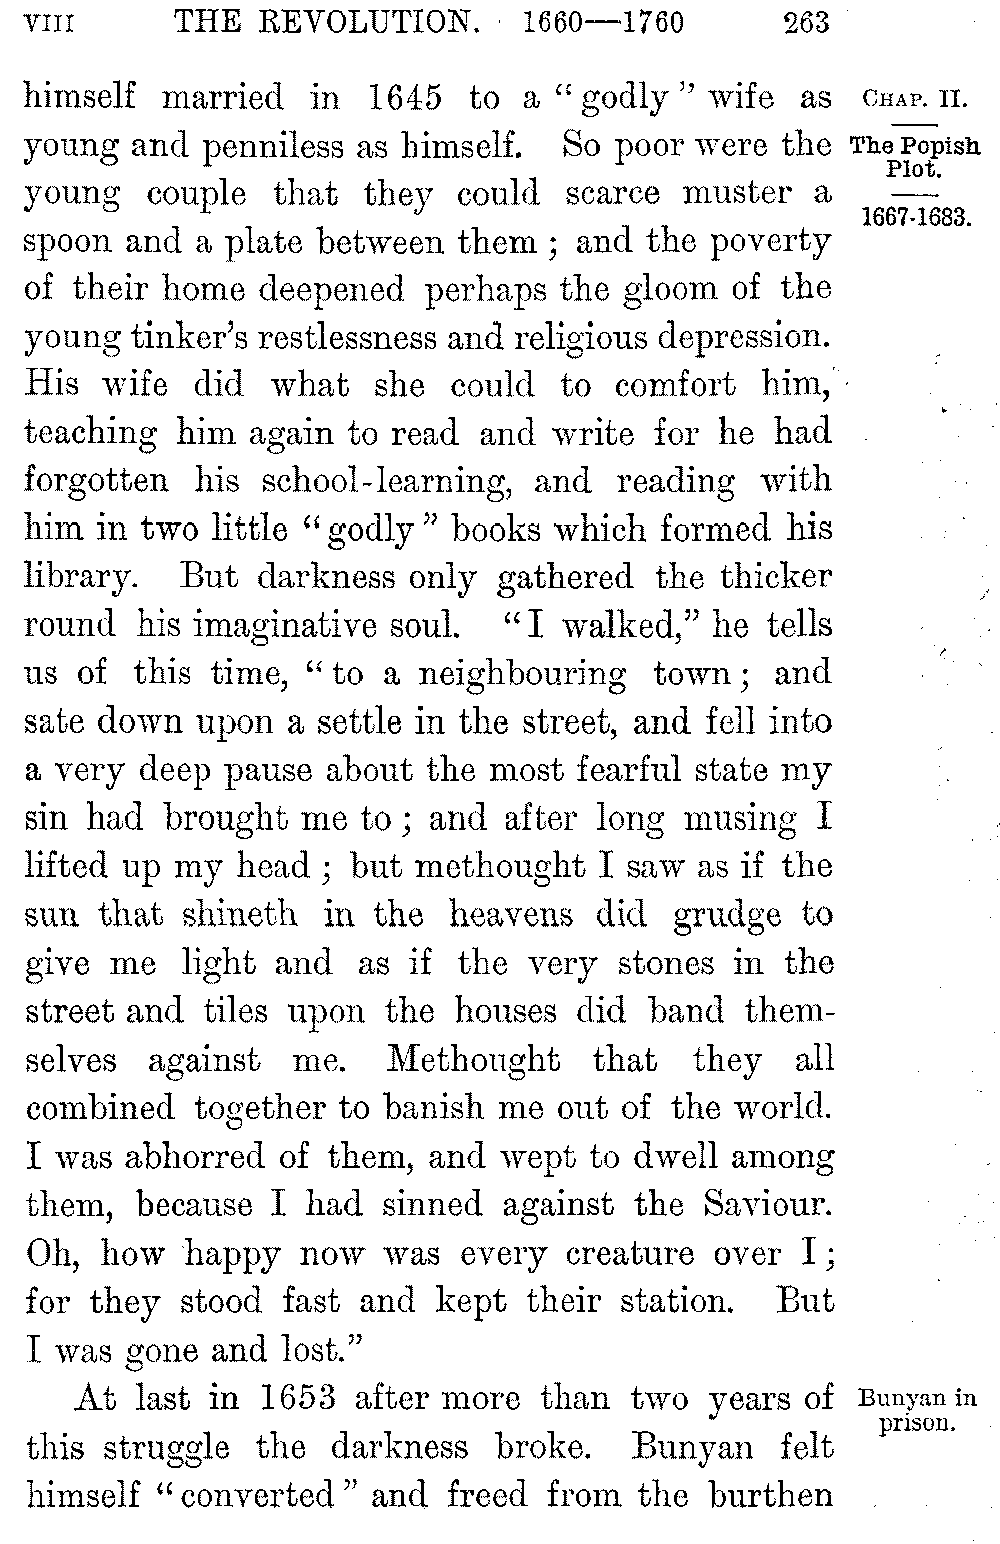 VIII THE REVOLUTION. 1660—1760 263
himself married in 1645 to a “godly” wife as
young and penniless as himself. So poor were the
young couple that they could scarce muster a
spoon and a plate between them; and the poverty
of their home deepened perhaps the gloom of the
young tinker’s restlessness and religious depression.
His wife did what she could to comfort him,
teaching him again to read and write for he had
forgotten his school-learning, and reading with
him in two little “godly” books which formed his
library. But darkness only gathered the thicker
round his imaginative soul. “I walked,” he tells
us of this time, “to a neighbouring town; and
sate down upon a settle in the street, and fell into
a very deep pause about the most fearful state my
sin had brought me to; and after long musing I
lifted up my head; but methought I saw as if the
sun that shineth in the heavens did grudge to
give me light and as if the very stones in the
street and tiles upon the houses did band them-
selves against me. Methought that they all
combined together to banish me out of the world.
I was abhorred of them, and wept to dwell among
them, because I had sinned against the Saviour.
Oh, how happy now was every creature over I;
for they stood fast and kept their station. But
I was gone and lost.”
At last in 1653 after more than two years of
this struggle the darkness broke. Bunyan felt
himself “converted” and freed from the burthen
CHAP. II.
The Popish
Plot.
1667-1683.
Bunyan in
prison.